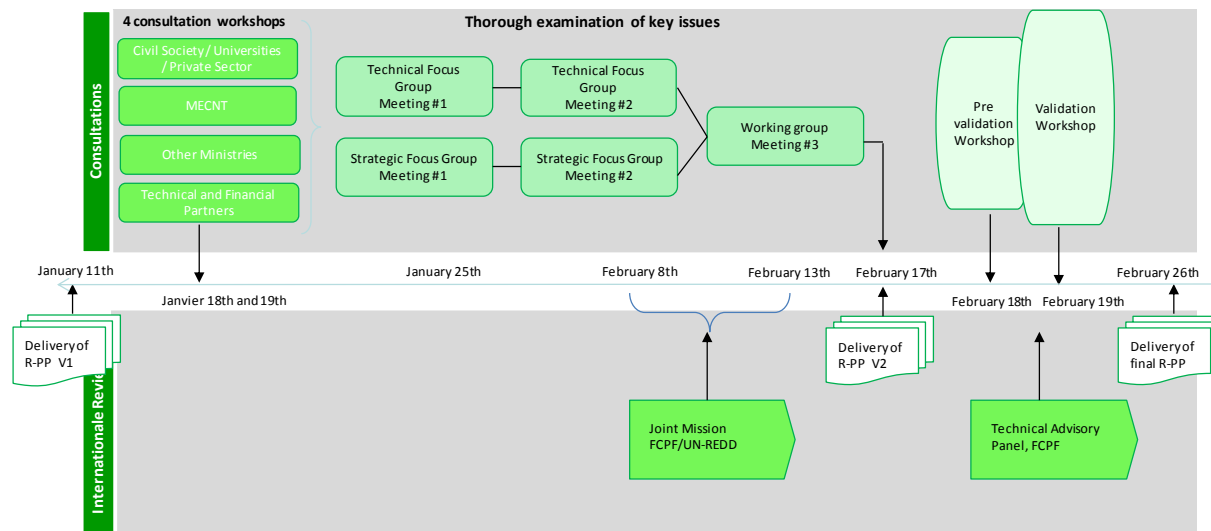 4 consultation workshops
Thorough examination of key issues
Consultations
Civil Society / Universities
/ Private Sector
MECNT
Other Ministries
Technical and Financial
Partners
Technical Focus
Group
Meeting #1
Technical Focus
Group
Meeting #2
Strategic Focus Group
Meeting #1
Strategic Focus Group
Meeting #2
Working group
Meeting #3
Pre
validation
Workshop
Validation
Workshop
January 11th
January 25th
February 8th
February 13th
February 17th
February 26th
Janvier 18th and 19th
February 18th
February 19th
Delivery of
R-PP V1
Delivery of
R-PP V2
Delivery of
final R-PP
Internationale Revie
Joint Mission
FCPF/UN-REDD
Technical Advisory
Panel, FCPF